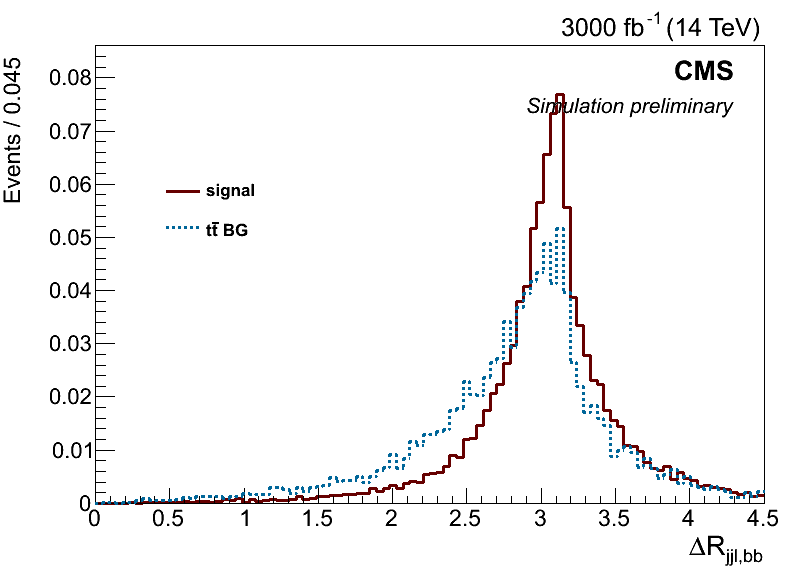 3000 fb⁻¹ (14 TeV)
CMS
Simulation preliminary
Events / 0.045
0.08
0.07
0.06
0.05
0.04
0.03
0.02
0.01
0
signal
tt̄ BG
0 0.5 1 1.5 2 2.5 3 3.5 4 4.5
ΔR_jjl,bb